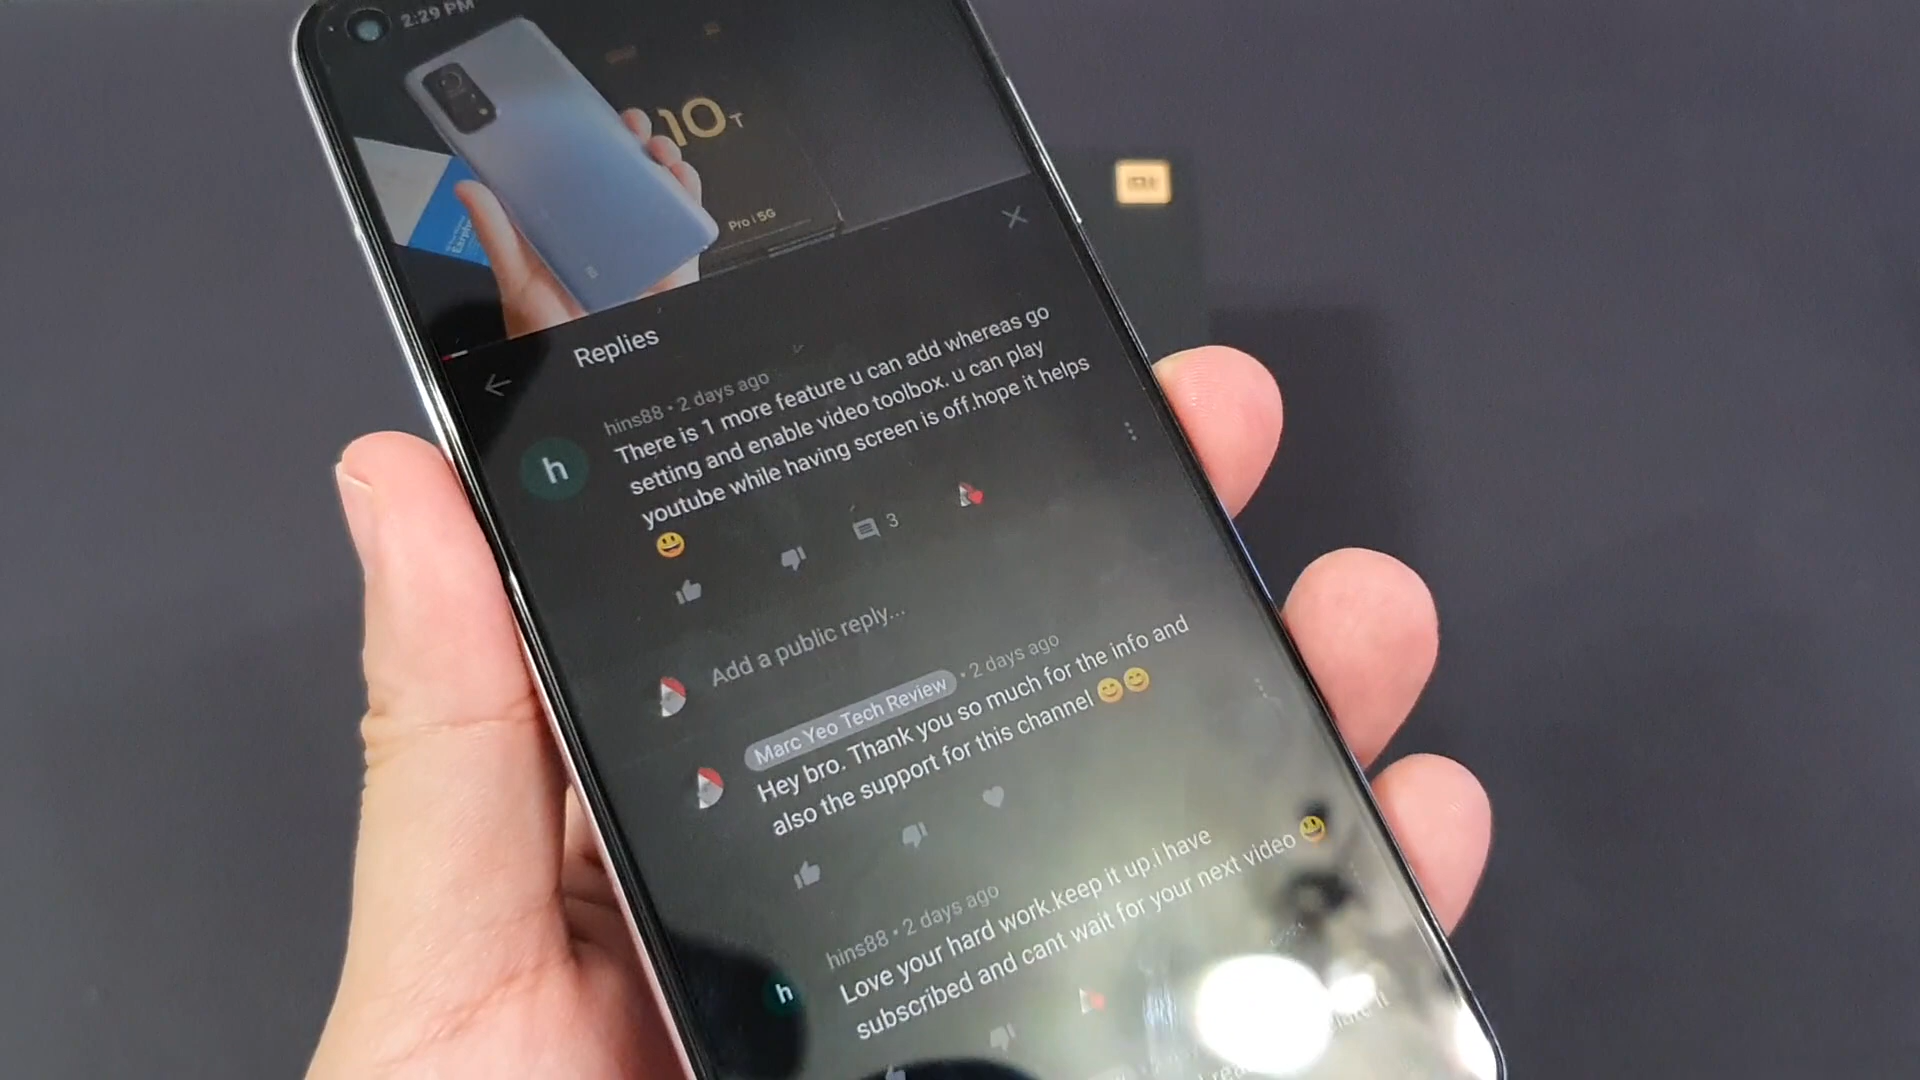 2:29 PM
10T
Pro | 5G
Replies
hins88 • 2 days ago
There is 1 more feature u can add whereas go
setting and enable video toolbox. u can play
youtube while having screen is off.hope it helps
😃
3
Add a public reply...
Marc Yeo Tech Review • 2 days ago
Hey bro. Thank you so much for the info and
also the support for this channel 😄😄
hins88 • 2 days ago
Love your hard work.keep it up.i have
subscribed and cant wait for your next video 😃
h
h